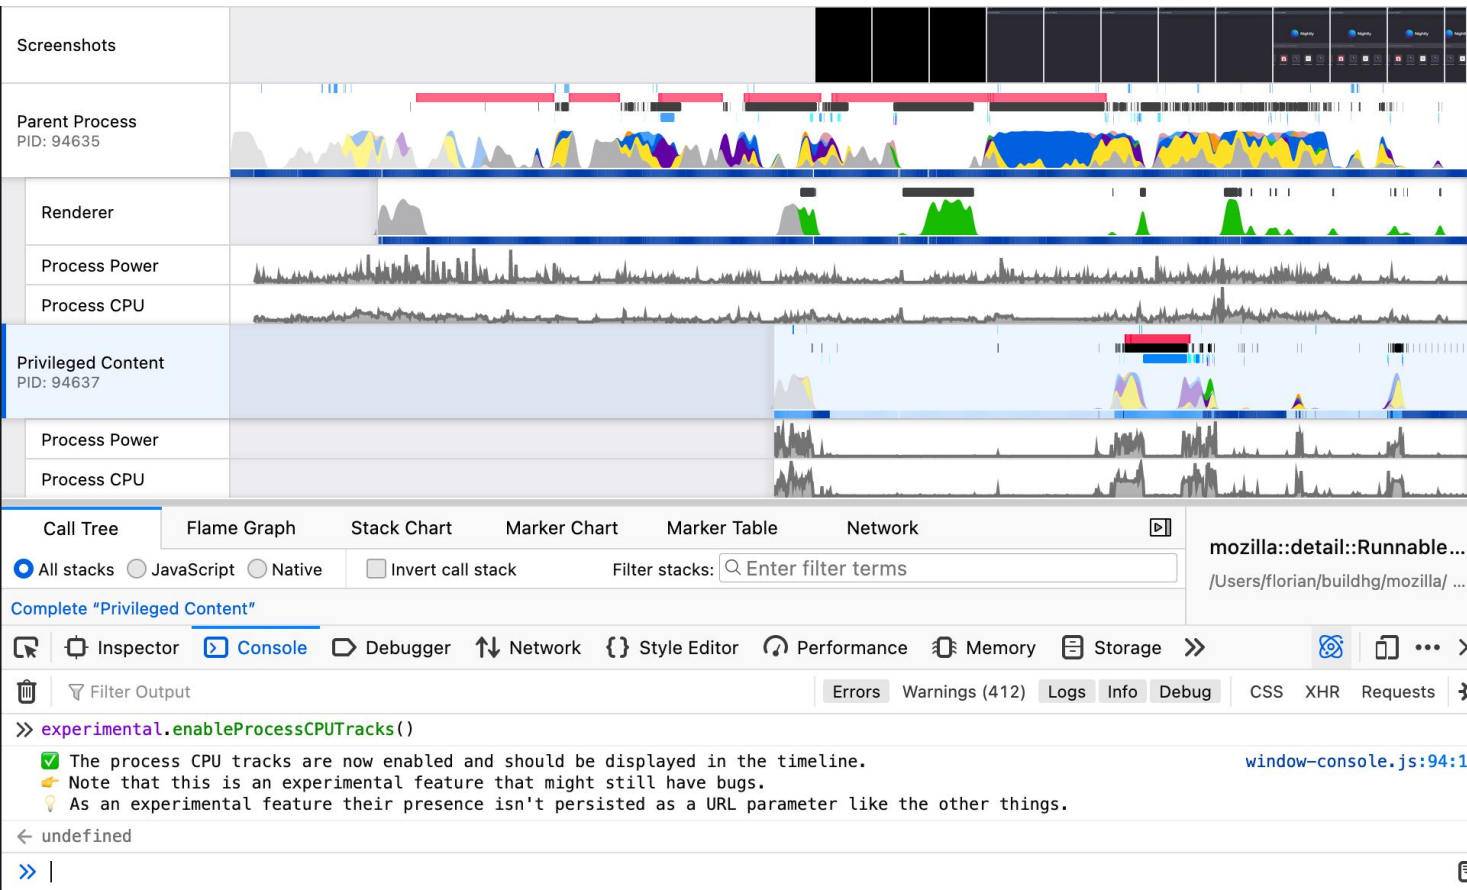 Screenshots
Nightly Nightly Nightly Nightly
Parent Process
PID: 94635
Renderer
Process Power
Process CPU
Privileged Content
PID: 94637
Process Power
Process CPU
Call Tree Flame Graph Stack Chart Marker Chart Marker Table Network
mozilla::detail::Runnable...
All stacks JavaScript Native Invert call stack Filter stacks: Enter filter terms
/Users/florian/buildhg/mozilla/ ...
Complete “Privileged Content”
Inspector Console Debugger Network Style Editor Performance Memory Storage
Filter Output Errors Warnings (412) Logs Info Debug CSS XHR Requests
experimental.enableProcessCPUTracks()
✅ The process CPU tracks are now enabled and should be displayed in the timeline. window-console.js:94:1
👉 Note that this is an experimental feature that might still have bugs.
💡 As an experimental feature their presence isn't persisted as a URL parameter like the other things.
undefined